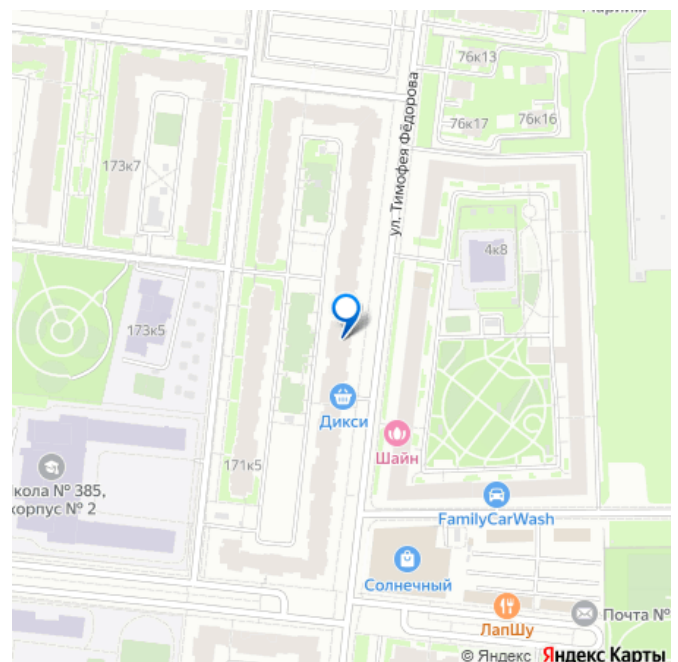 76к13
173к7
76к17
76к16
ул. Тимофея Фёдорова
4к8
173к5
Дикси
Шайн
171к5
кола № 385,
корпус № 2
FamilyCarWash
Солнечный
ЛапШу
Почта №
© Яндекс Яндекс Карты